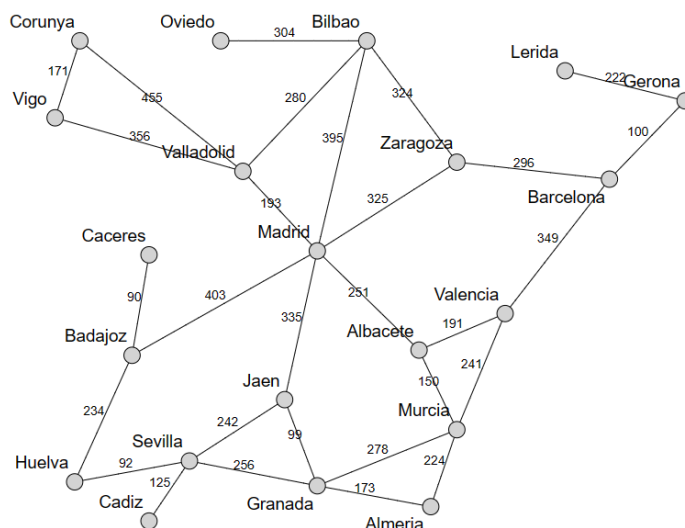 Corunya
Oviedo
304
Bilbao
Lerida
222
Gerona
171
455
280
324
Vigo
356
395
100
Valladolid
Zaragoza
296
Barcelona
193
325
Madrid
349
Caceres
90
403
251
Valencia
335
191
Badajoz
Albacete
241
150
Jaen
234
242
99
Murcia
Sevilla
278
224
Huelva
92
256
125
Granada
173
Cadiz
Almeria